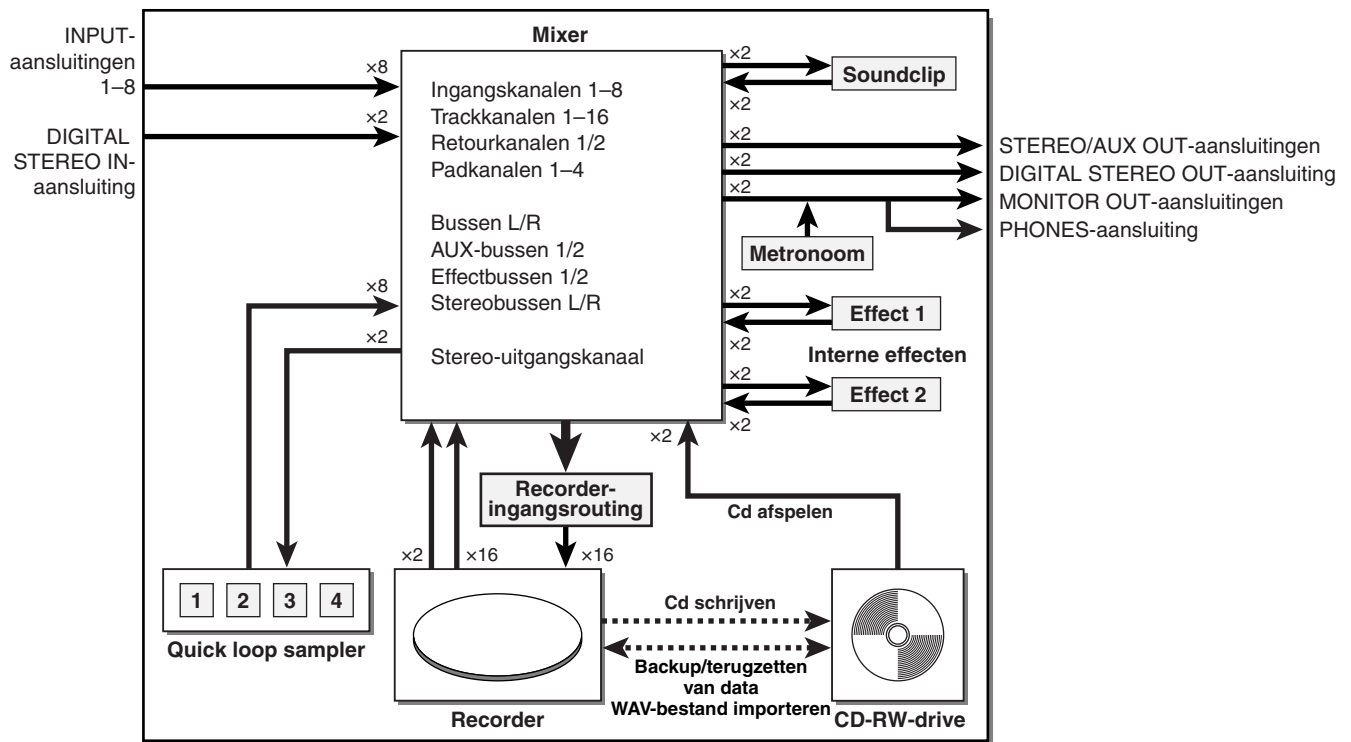 INPUT-
aansluitingen
1–8
×8
DIGITAL
STEREO IN-
aansluiting
×2
Mixer
Ingangskanalen 1–8
Trackkanalen 1–16
Retourkanalen 1/2
Padkanalen 1–4
Bussen L/R
AUX-bussen 1/2
Effectbussen 1/2
Stereobussen L/R
Stereo-uitgangskanaal
×2
Soundclip
×2
×2
STEREO/AUX OUT-aansluitingen
×2
DIGITAL STEREO OUT-aansluiting
×2
MONITOR OUT-aansluitingen
PHONES-aansluiting
Metronoom
×2
Effect 1
×2
Interne effecten
×2
Effect 2
×2
×8
×2
×2
Recorder-
ingangsrouting
Cd afspelen
×2
×16
×16
1 2 3 4
Quick loop sampler
Recorder
Cd schrijven
Backup/terugzetten
van data
WAV-bestand importeren
CD-RW-drive